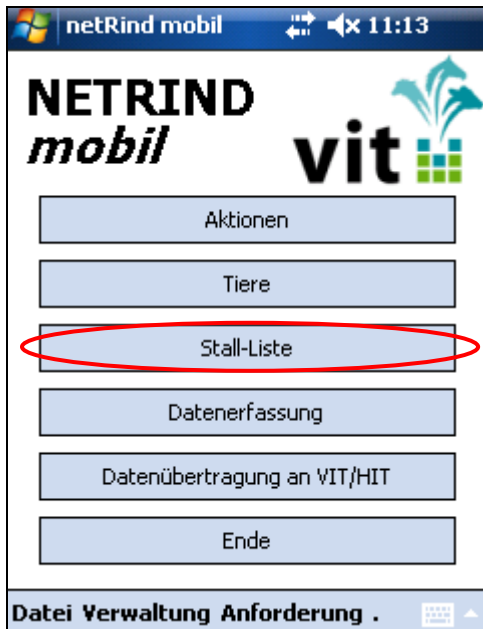 netRind mobil 11:13
NETRIND
mobil
vit
Aktionen
Tiere
Stall-Liste
Datenerfassung
Datenübertragung an VIT/HIT
Ende
Datei Verwaltung Anforderung .